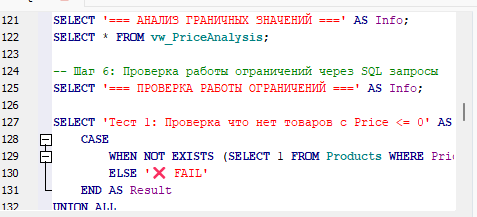 121 SELECT '=== АНАЛИЗ ГРАНИЧНЫХ ЗНАЧЕНИЙ ===' AS Info;
122 SELECT * FROM vw_PriceAnalysis;
123
124 -- Шаг 6: Проверка работы ограничений через SQL запросы
125 SELECT '=== ПРОВЕРКА РАБОТЫ ОГРАНИЧЕНИЙ ===' AS Info;
126
127 SELECT 'Тест 1: Проверка что нет товаров с Price <= 0' AS
128 CASE
129 WHEN NOT EXISTS (SELECT 1 FROM Products WHERE Pric
130 ELSE '❌ FAIL'
131 END AS Result
132 UNION ALL